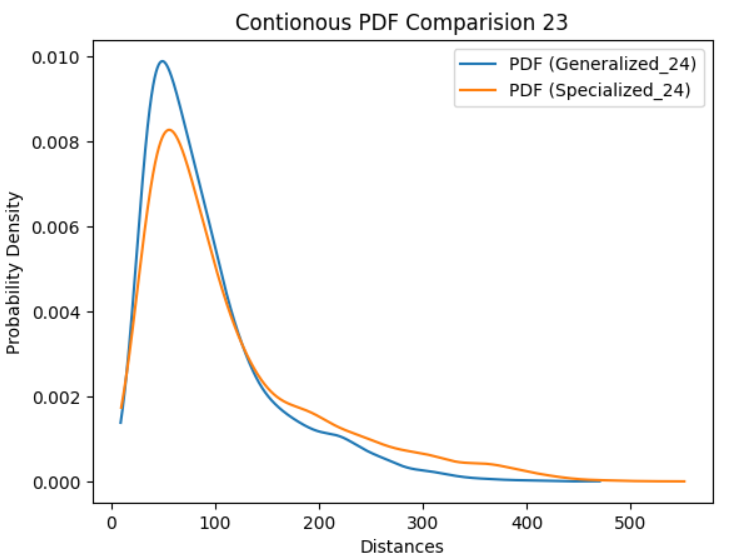 Contionous PDF Comparision 23
PDF (Generalized_24)
PDF (Specialized_24)
Probability Density
0.010
0.008
0.006
0.004
0.002
0.000
0 100 200 300 400 500
Distances